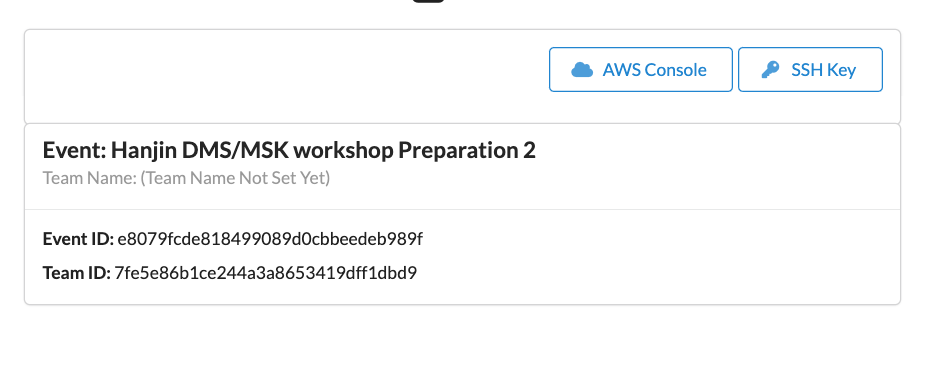 AWS Console
SSH Key
Event: Hanjin DMS/MSK workshop Preparation 2
Team Name: (Team Name Not Set Yet)
Event ID: e8079fcde818499089d0cbbeedeb989f
Team ID: 7fe5e86b1ce244a3a8653419dff1dbd9